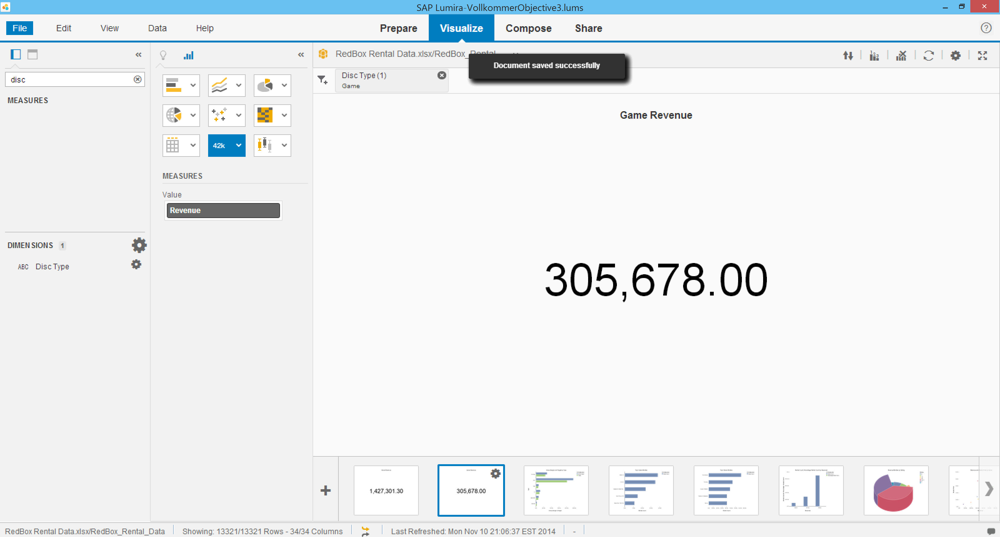 SAP Lumira-VollkommerObjective3.lums
File Edit View Data Help
Prepare Visualize Compose Share
disc
MEASURES
DIMENSIONS 1
ABC Disc Type
42k
MEASURES
Value
Revenue
RedBox Rental Data.xlsx/RedBox_Rental
Document saved successfully
Disc Type (1)
Game
Game Revenue
305,678.00
1,427,301.30
Game Revenue
305,678.00
RedBox Rental Data.xlsx/RedBox_Rental_Data
Showing: 13321/13321 Rows - 34/34 Columns
Last Refreshed: Mon Nov 10 21:06:37 EST 2014
-